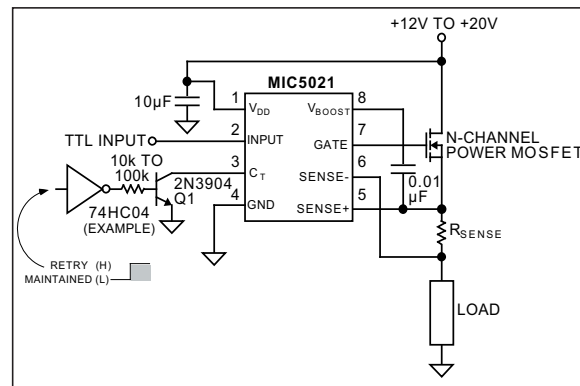 +12V TO +20V
MIC5021
10µF
1
VDD
VBOOST
8
TTL INPUT
2
INPUT
GATE
7
N-CHANNEL
POWER MOSFET
10k TO
100k
3
CT
SENSE-
6
2N3904
Q1
0.01
µF
74HC04
(EXAMPLE)
4
GND
SENSE+
5
RSENSE
RETRY (H)
MAINTAINED (L)
LOAD